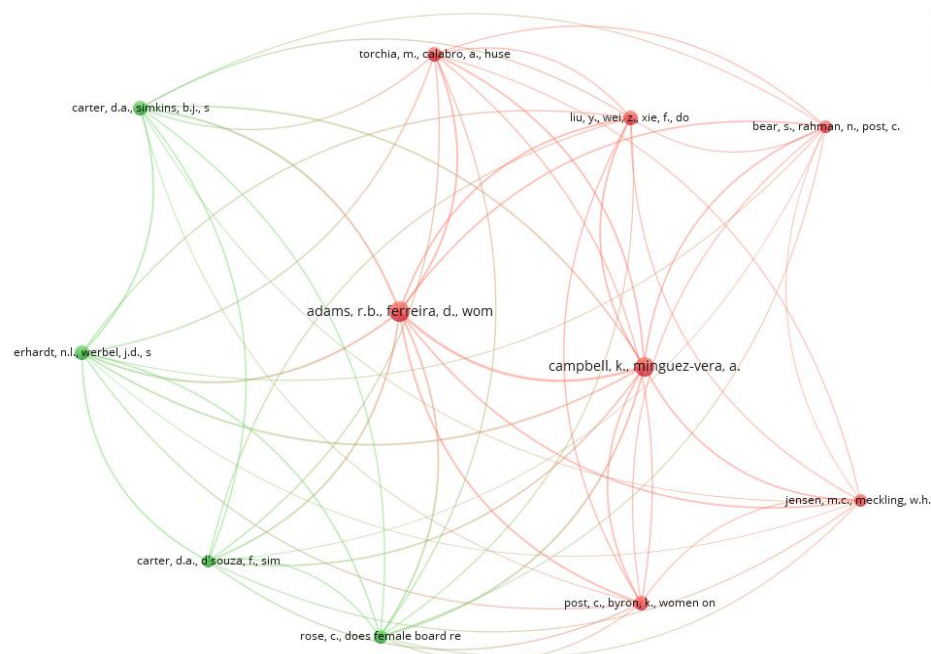 torchia, m., calabro, a., huse
carter, d.a., simkins, b.j., s
liu, y., wei, z., xie, f., do
bear, s., rahman, n., post, c.
adams, r.b., ferreira, d., wom
erhardt, n.l., werbel, j.d., s
campbell, k., minguez-vera, a.
jensen, m.c., meckling, w.h.
carter, d.a., d'souza, f., sim
post, c., byron, k., women on
rose, c., does female board re